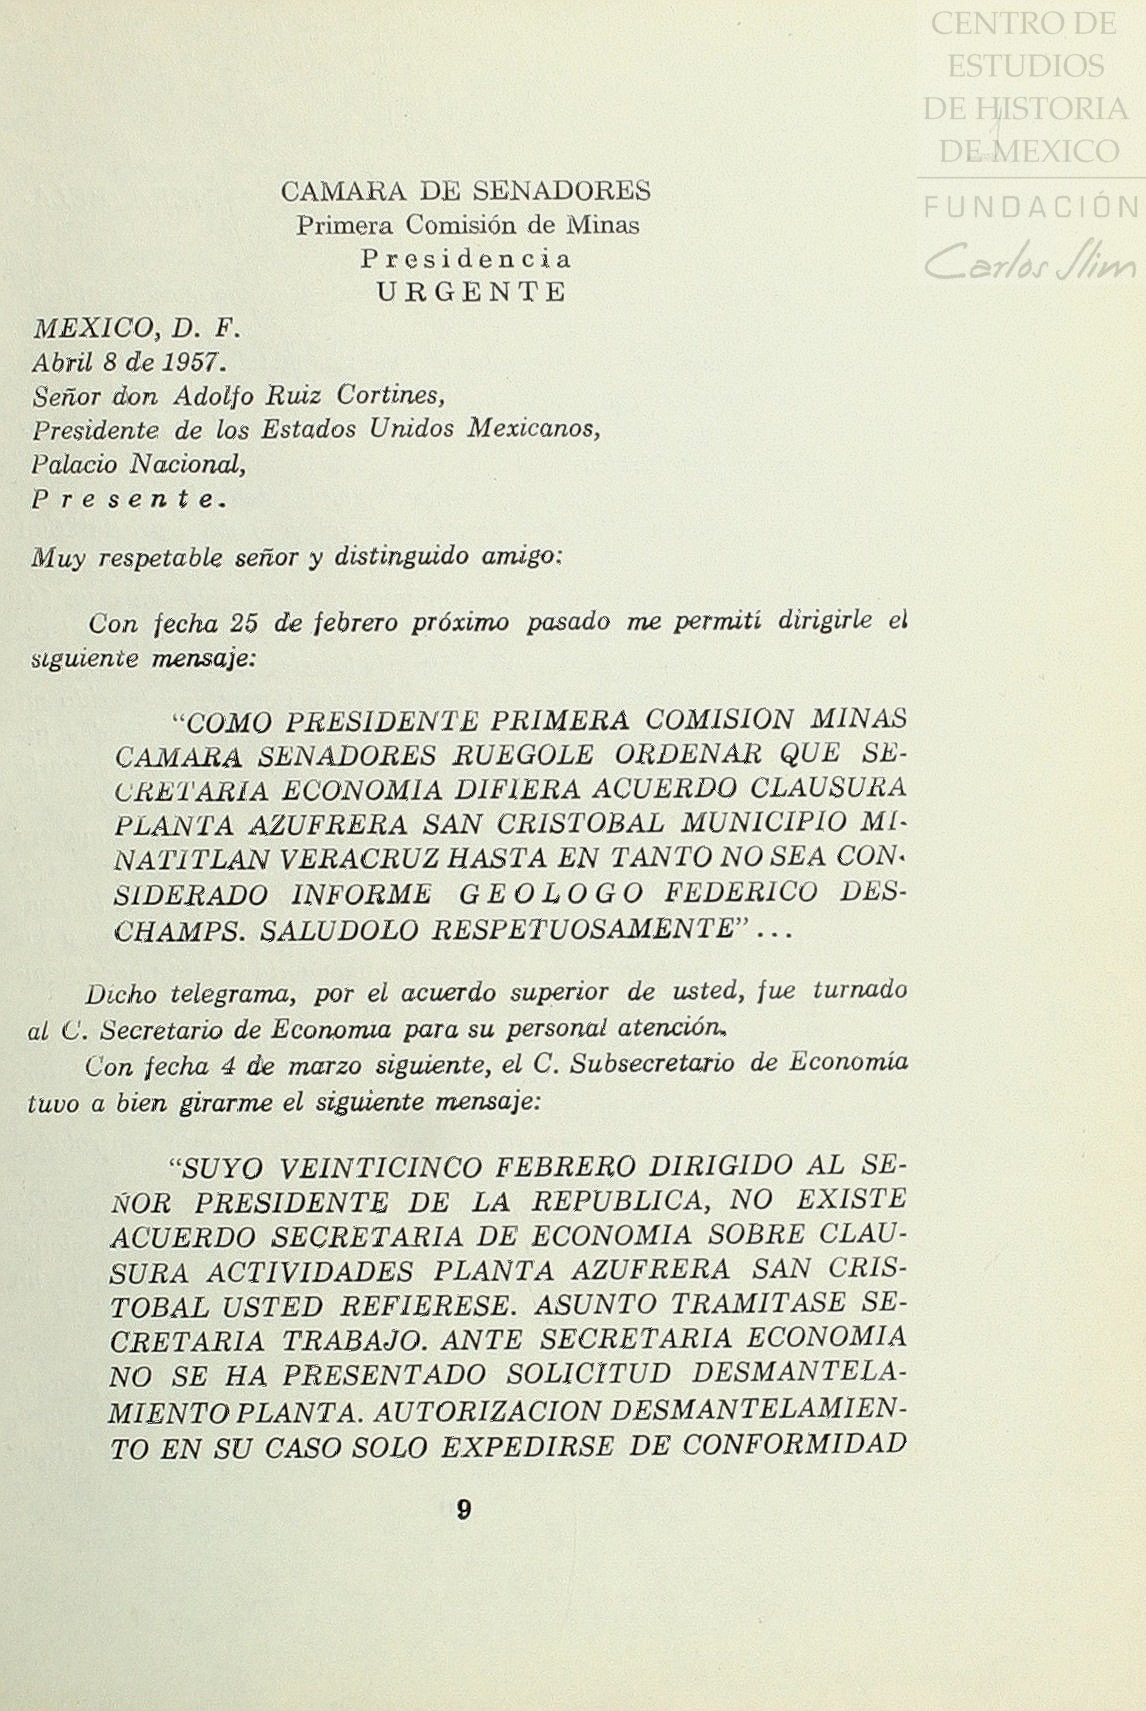 CENTRO DE
ESTUDIOS
DE HISTORIA
DE MEXICO
FUNDACIÓN
Carlos Slim
CAMARA DE SENADORES
Primera Comisión de Minas
Presidencia
URGENTE
MEXICO, D. F.
Abril 8 de 1957.
Señor don Adolfo Ruiz Cortines,
Presidente de los Estados Unidos Mexicanos,
Palacio Nacional,
Presente.
Muy respetable señor y distinguido amigo:
Con fecha 25 de febrero próximo pasado me permití dirigirle el
siguiente mensaje:
"COMO PRESIDENTE PRIMERA COMISION MINAS
CAMARA SENADORES RUEGOLE ORDENAR QUE SE-
CRETARIA ECONOMIA DIFIERA ACUERDO CLAUSURA
PLANTA AZUFRERA SAN CRISTOBAL MUNICIPIO MI-
NATITLAN VERACRUZ HASTA EN TANTO NO SEA CON-
SIDERADO INFORME GEOLOGO FEDERICO DES-
CHAMPS. SALUDOLO RESPETUOSAMENTE"...
Dicho telegrama, por el acuerdo superior de usted, fue turnado
al C. Secretario de Economía para su personal atención.
Con fecha 4 de marzo siguiente, el C. Subsecretario de Economía
tuvo a bien girarme el siguiente mensaje:
"SUYO VEINTICINCO FEBRERO DIRIGIDO AL SE-
ÑOR PRESIDENTE DE LA REPUBLICA, NO EXISTE
ACUERDO SECRETARIA DE ECONOMIA SOBRE CLAU-
SURA ACTIVIDADES PLANTA AZUFRERA SAN CRIS-
TOBAL USTED REFIERESE. ASUNTO TRAMITASE SE-
CRETARIA TRABAJO. ANTE SECRETARIA ECONOMIA
NO SE HA PRESENTADO SOLICITUD DESMANTELA-
MIENTO PLANTA. AUTORIZACION DESMANTELAMIEN-
TO EN SU CASO SOLO EXPEDIRSE DE CONFORMIDAD
9